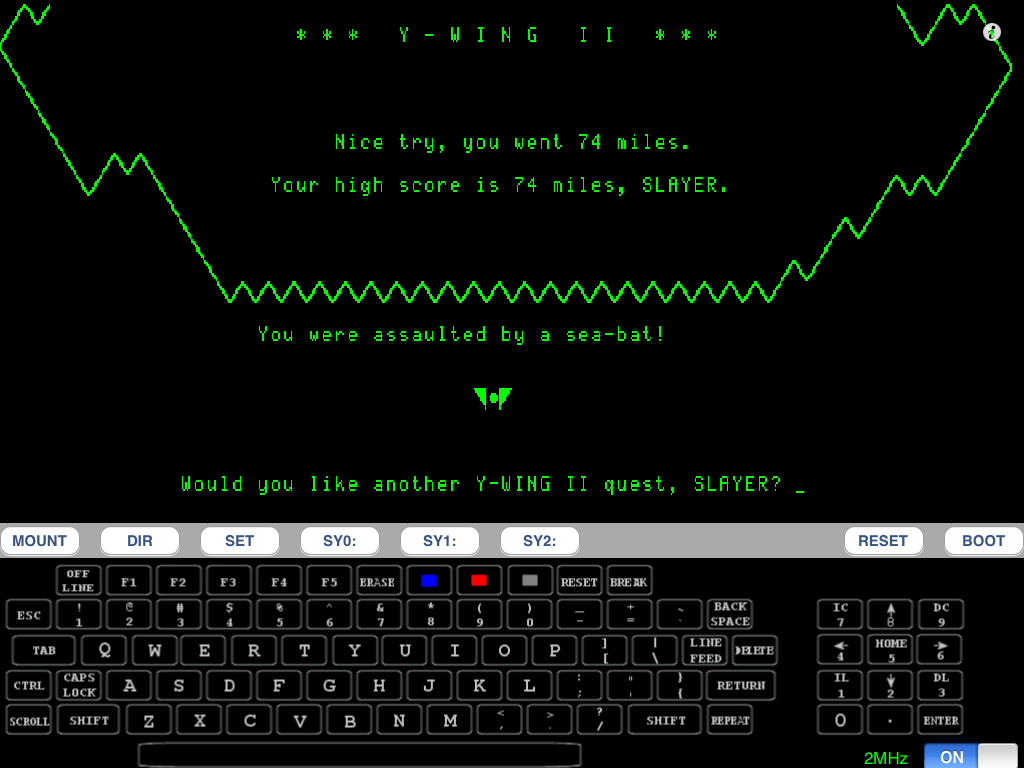 * * *  Y - W I N G  I I  * * *
Nice try, you went 74 miles.
Your high score is 74 miles, SLAYER.
You were assaulted by a sea-bat!
Would you like another Y-WING II quest, SLAYER? _
MOUNT DIR SET SY0: SY1: SY2: RESET BOOT
OFF LINE F1 F2 F3 F4 F5 ERASE RESET BREAK
ESC ! 1 @ 2 # 3 $ 4 % 5 ^ 6 & 7 * 8 ( 9 ) 0 _ - + = ~ ` BACK SPACE IC 7 8 DC 9
TAB Q W E R T Y U I O P ] [ | \ LINE FEED DELETE 4 HOME 5 6
CTRL CAPS LOCK A S D F G H J K L : ; " ' } { RETURN IL 1 2 DL 3
SCROLL SHIFT Z X C V B N M < , > . ? / SHIFT REPEAT 0 . ENTER
2MHz ON